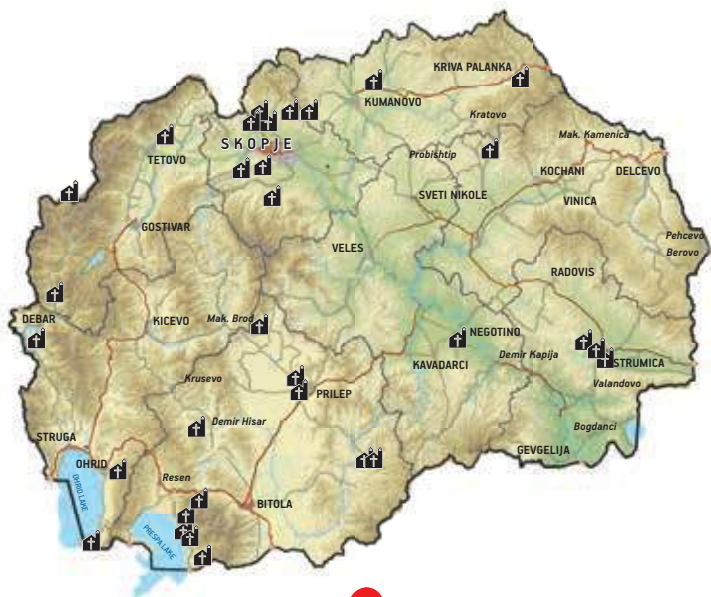 KRIVA PALANKA
KUMANOVO
Kratovo
SKOPJE
Mak. Kamenica
TETOVO
Probishtip
KOCHANI
DELCEVO
SVETI NIKOLE
VINICA
GOSTIVAR
Pehcevo
VELES
Berovo
RADOVIS
DEBAR
KICEVO
Mak. Brod
NEGOTINO
Demir Kapija
STRUMICA
KAVADARCI
Krusevo
Valandovo
PRILEP
Demir Hisar
Bogdanci
STRUGA
GEVGELIJA
OHRID
Resen
OHRID LAKE
BITOLA
PRESPA LAKE